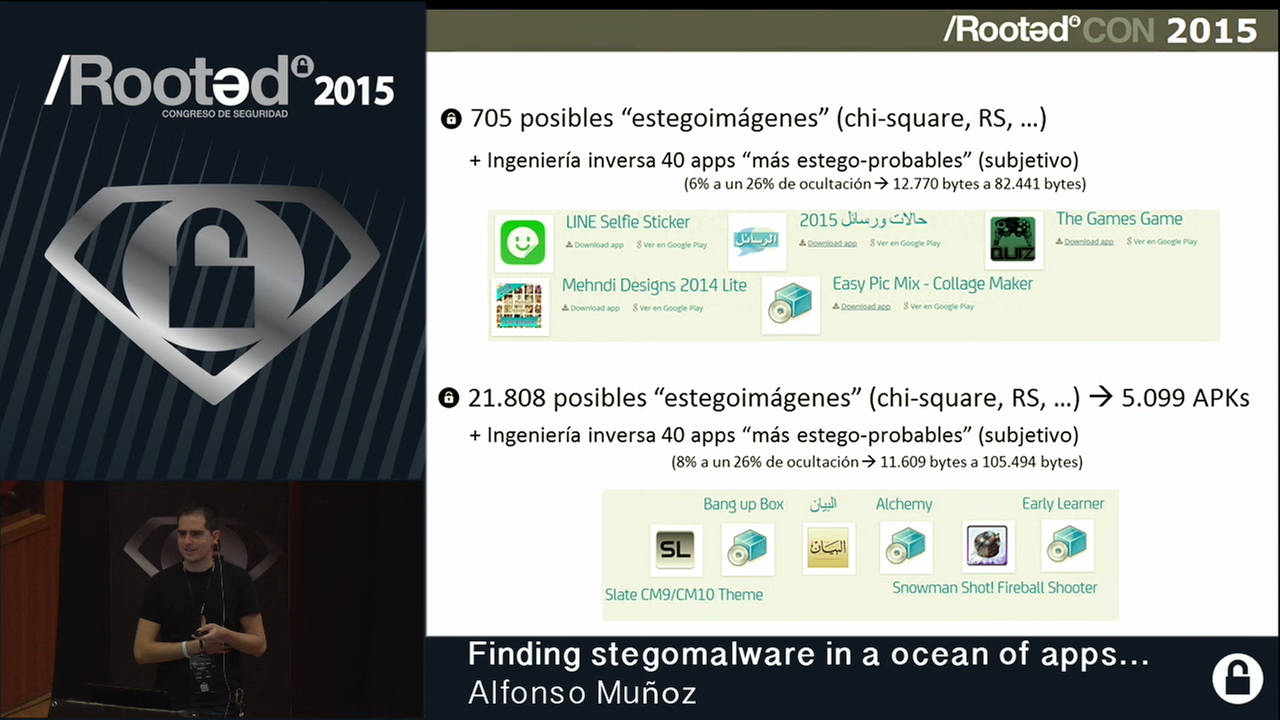 /Rooted 2015
CONGRESO DE SEGURIDAD
/Rooted CON 2015
705 posibles “estegoimágenes” (chi-square, RS, …)
+ Ingeniería inversa 40 apps “más estego-probables” (subjetivo)
(6% a un 26% de ocultación → 12.770 bytes a 82.441 bytes)
LINE Selfie Sticker
Download app Ver en Google Play
الرسائل
حالات ورسائل 2015
Download app Ver en Google Play
QUIZ
The Games Game
Download app Ver en Google Play
Mehndi Designs 2014 Lite
Download app Ver en Google Play
Easy Pic Mix - Collage Maker
Download app Ver en Google Play
21.808 posibles “estegoimágenes” (chi-square, RS, …) → 5.099 APKs
+ Ingeniería inversa 40 apps “más estego-probables” (subjetivo)
(8% a un 26% de ocultación → 11.609 bytes a 105.494 bytes)
Bang up Box البيان Alchemy Early Learner
SL البيان
Slate CM9/CM10 Theme Snowman Shot! Fireball Shooter
Finding stegomalware in a ocean of apps...
Alfonso Muñoz